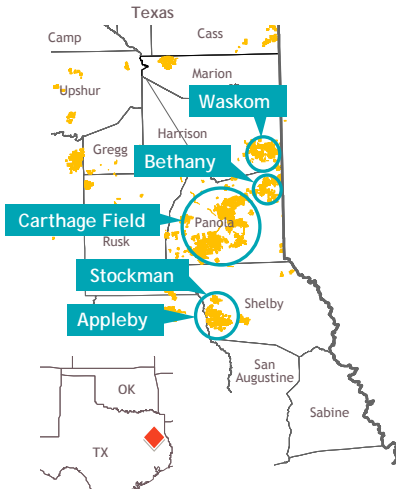 Texas
Camp
Cass
Marion
Upshur
Waskom
Harrison
Gregg
Bethany
Carthage Field
Panola
Rusk
Stockman
Shelby
Appleby
San
Augustine
OK
Sabine
TX